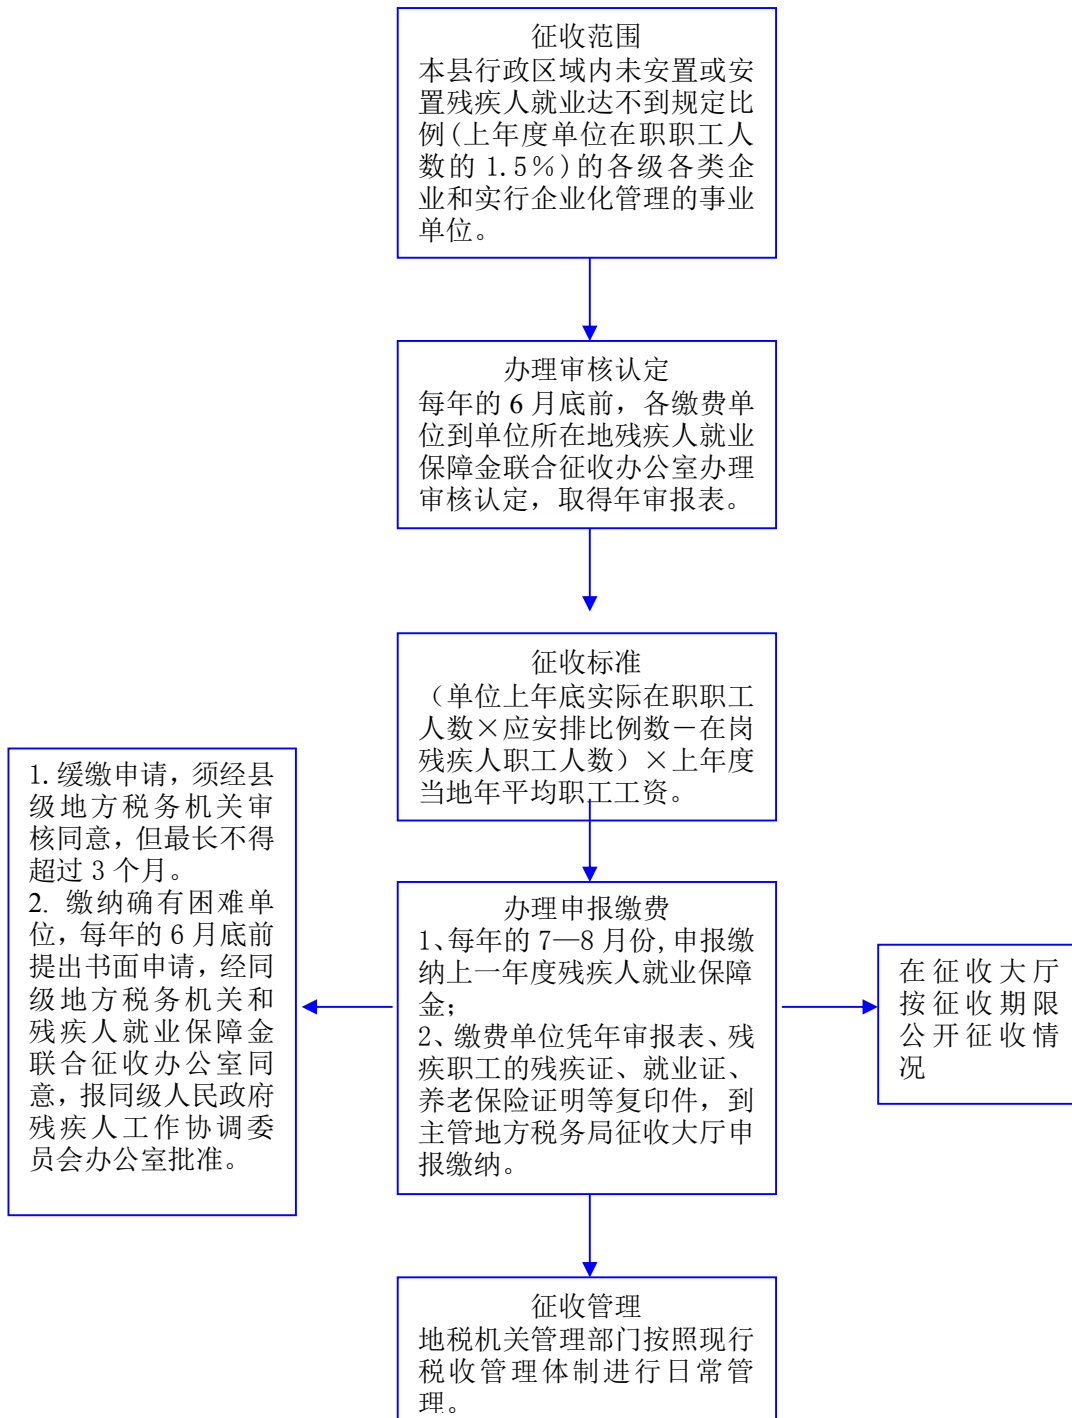 征收范围
本县行政区域内未安置或安
置残疾人就业达不到规定比
例(上年度单位在职职工人
数的 1.5％)的各级各类企
业和实行企业化管理的事业
单位。
办理审核认定
每年的 6 月底前，各缴费单
位到单位所在地残疾人就业
保障金联合征收办公室办理
审核认定，取得年审报表。
征收标准
（单位上年底实际在职职工
人数×应安排比例数－在岗
残疾人职工人数）×上年度
当地年平均职工工资。
1. 缓缴申请，须经县
级地方税务机关审
核同意，但最长不得
超过 3 个月。
2. 缴纳确有困难单
位，每年的 6 月底前
提出书面申请，经同
级地方税务机关和
残疾人就业保障金
联合征收办公室同
意，报同级人民政府
残疾人工作协调委
员会办公室批准。
办理申报缴费
1、每年的 7—8 月份,申报缴
纳上一年度残疾人就业保障
金；
2、缴费单位凭年审报表、残
疾职工的残疾证、就业证、
养老保险证明等复印件，到
主管地方税务局征收大厅申
报缴纳。
在征收大厅
按征收期限
公开征收情
况
征收管理
地税机关管理部门按照现行
税收管理体制进行日常管
理。